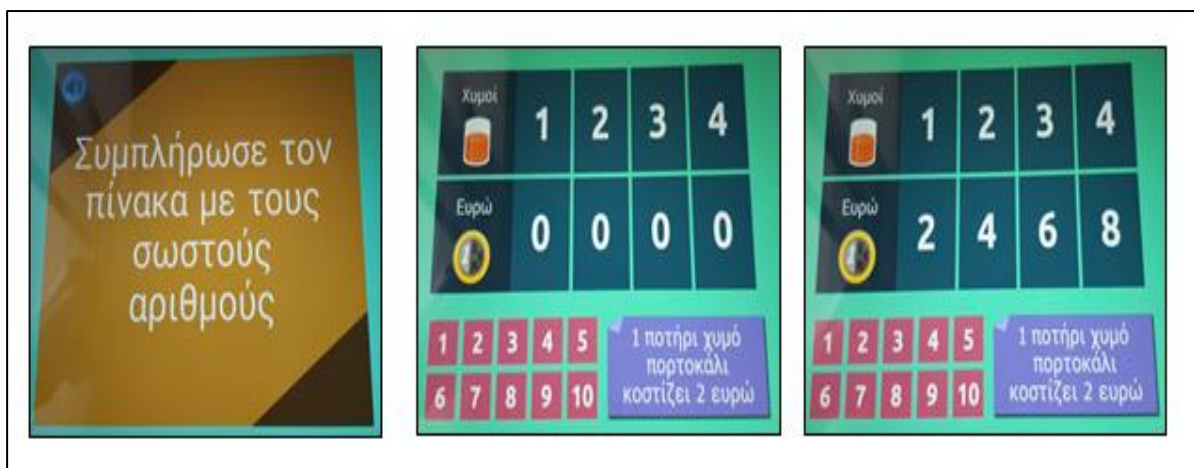 Συμπλήρωσε τον
πίνακα με τους
σωστούς
αριθμούς
Χυμοί 1 2 3 4
Ευρώ 0 0 0 0
1 2 3 4 5
6 7 8 9 10
1 ποτήρι χυμό
πορτοκάλι
κοστίζει 2 ευρώ
Χυμοί 1 2 3 4
Ευρώ 2 4 6 8
1 2 3 4 5
6 7 8 9 10
1 ποτήρι χυμό
πορτοκάλι
κοστίζει 2 ευρώ